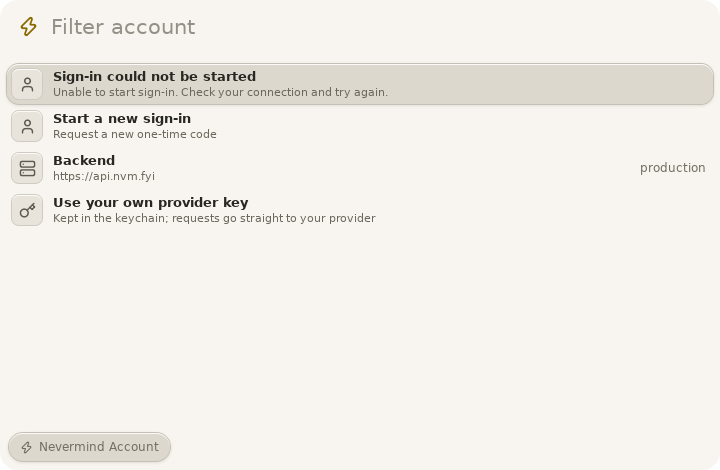 Filter account
Sign-in could not be started
Unable to start sign-in. Check your connection and try again.
Start a new sign-in
Request a new one-time code
Backend
https://api.nvm.fyi
production
Use your own provider key
Kept in the keychain; requests go straight to your provider
Nevermind Account